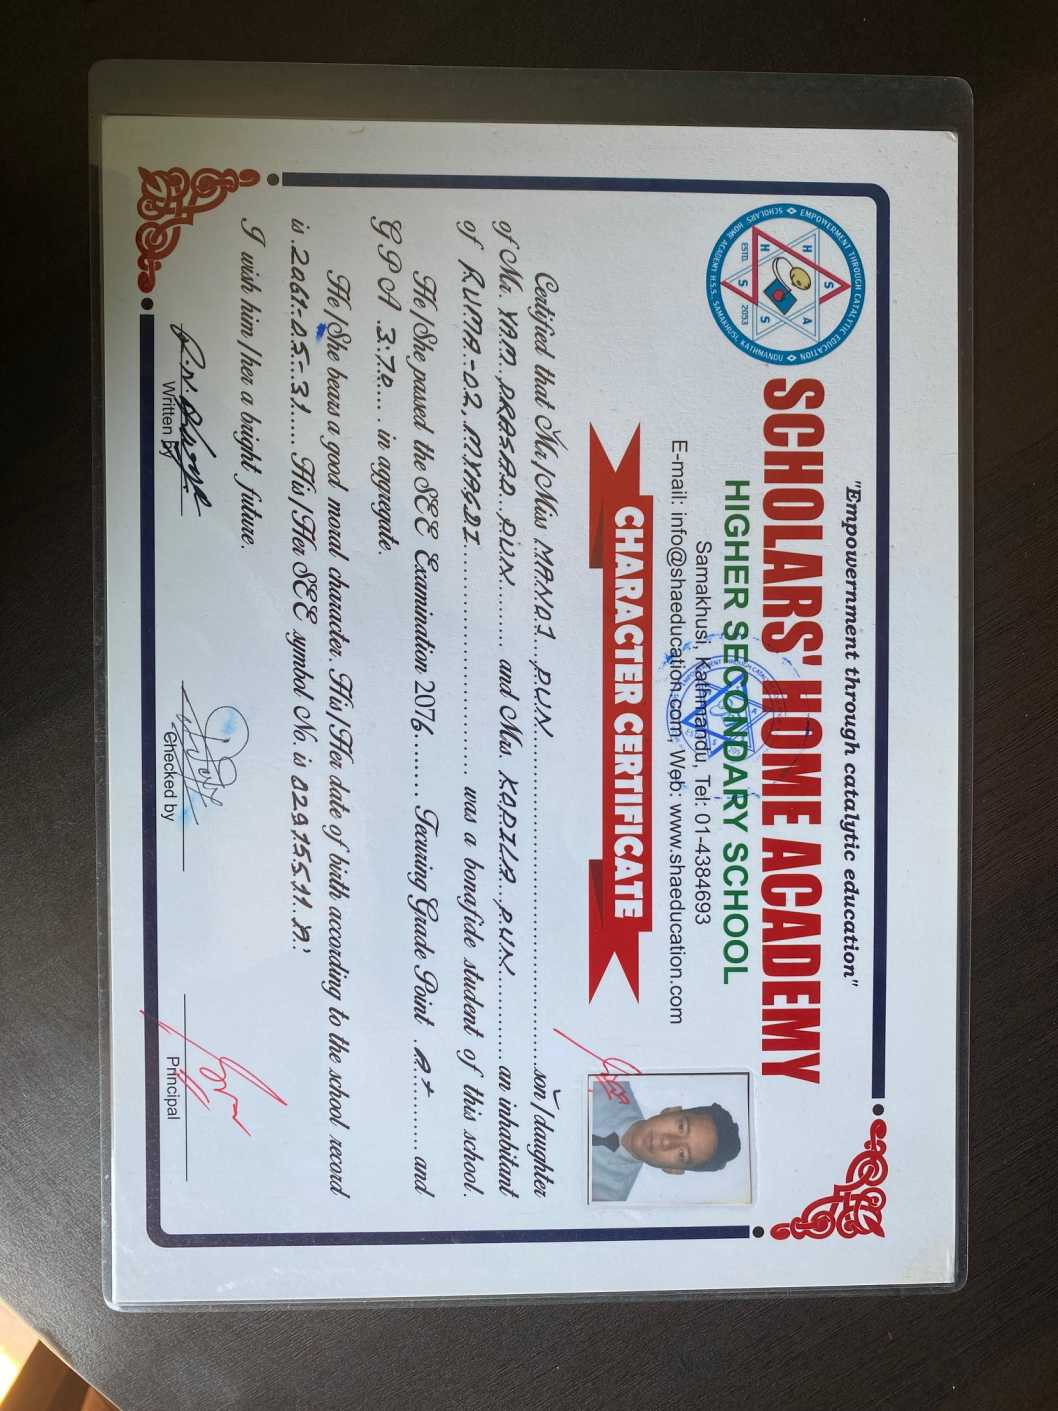 "Empowernment through catalytic education"
SCHOLARS' HOME ACADEMY
HIGHER SECONDARY SCHOOL
Samakhusi, Kathmandu, Tel: 01-4384693
E-mail: info@shaeducation.com, Web: www.shaeducation.com
EMPOWERMENT THROUGH CATALYTIC EDUCATION
SCHOLARS' HOME ACADEMY H.S.S., SAMAKHUSI, KATHMANDU
S H A H S S
ESTD. 2053
CHARACTER CERTIFICATE
Certified that Mr/Miss MANOJ PUN son/daughter
of Mr. YAM PRASAD PUN and Mrs. KOPILA PUN an inhabitant
of RUMA-02, MYAGDI was a bonafide student of this school.
He/She passed the SEE Examination 2076 Securing Grade Point A+ and
G P A 3.70 in aggregate.
He/She bears a good moral character. His/Her date of birth according to the school record
is 2061-05-31 His/Her SEE symbol No. is 02915511 A'
I wish him/her a bright future.
Written by
Checked by
Principal